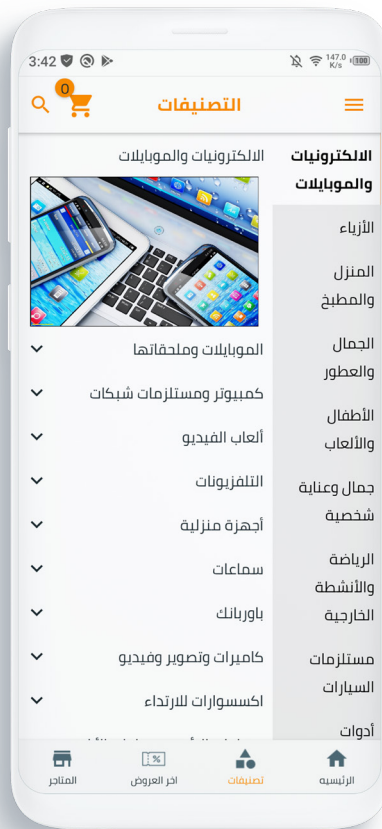 3:42
147.0
K/s
100
0
التصنيفات
الالكترونيات
والموبايلات
الأزياء
المنزل
والمطبخ
الجمال
والعطور
الأطفال
والألعاب
جمال وعناية
شخصية
الرياضة
والأنشطة
الخارجية
مستلزمات
السيارات
أدوات
الالكترونيات والموبايلات
الموبايلات وملحقاتها
كمبيوتر ومستلزمات شبكات
ألعاب الفيديو
التلفزيونات
أجهزة منزلية
سماعات
باوربانك
كاميرات وتصوير وفيديو
اكسسوارات للارتداء
الرئيسيه
تصنيفات
اخر العروض
المتاجر